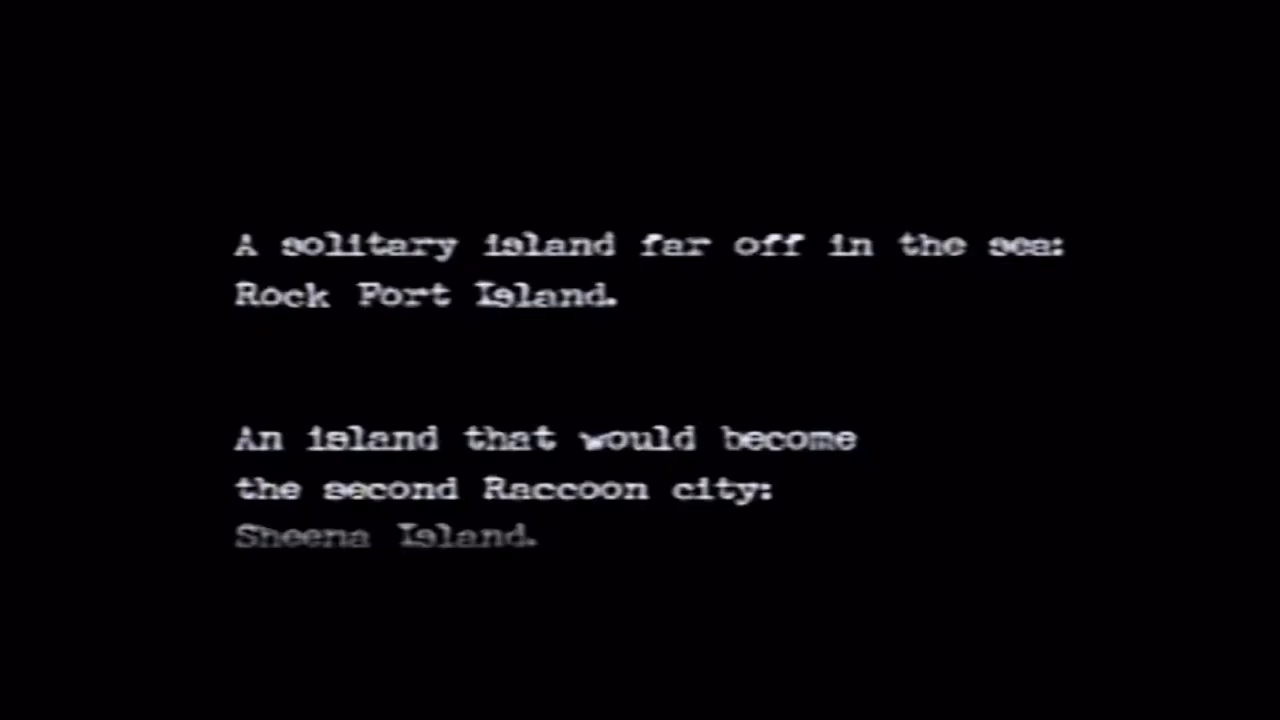 A solitary island far off in the sea:
Rock Fort Island.
An island that would become
the second Raccoon city:
Sheena Island.